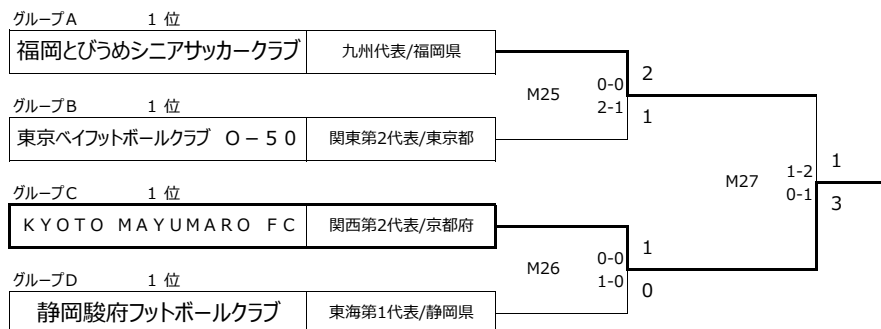 グループA 1 位
福岡とびうめシニアサッカークラブ 九州代表/福岡県
M25 0-0 2
2-1 1
グループB 1 位
東京ベイフットボールクラブ O－50 関東第2代表/東京都
M27 1-2 1
0-1 3
グループC 1 位
KYOTO MAYUMARO FC 関西第2代表/京都府
M26 0-0 1
1-0 0
グループD 1 位
静岡駿府フットボールクラブ 東海第1代表/静岡県